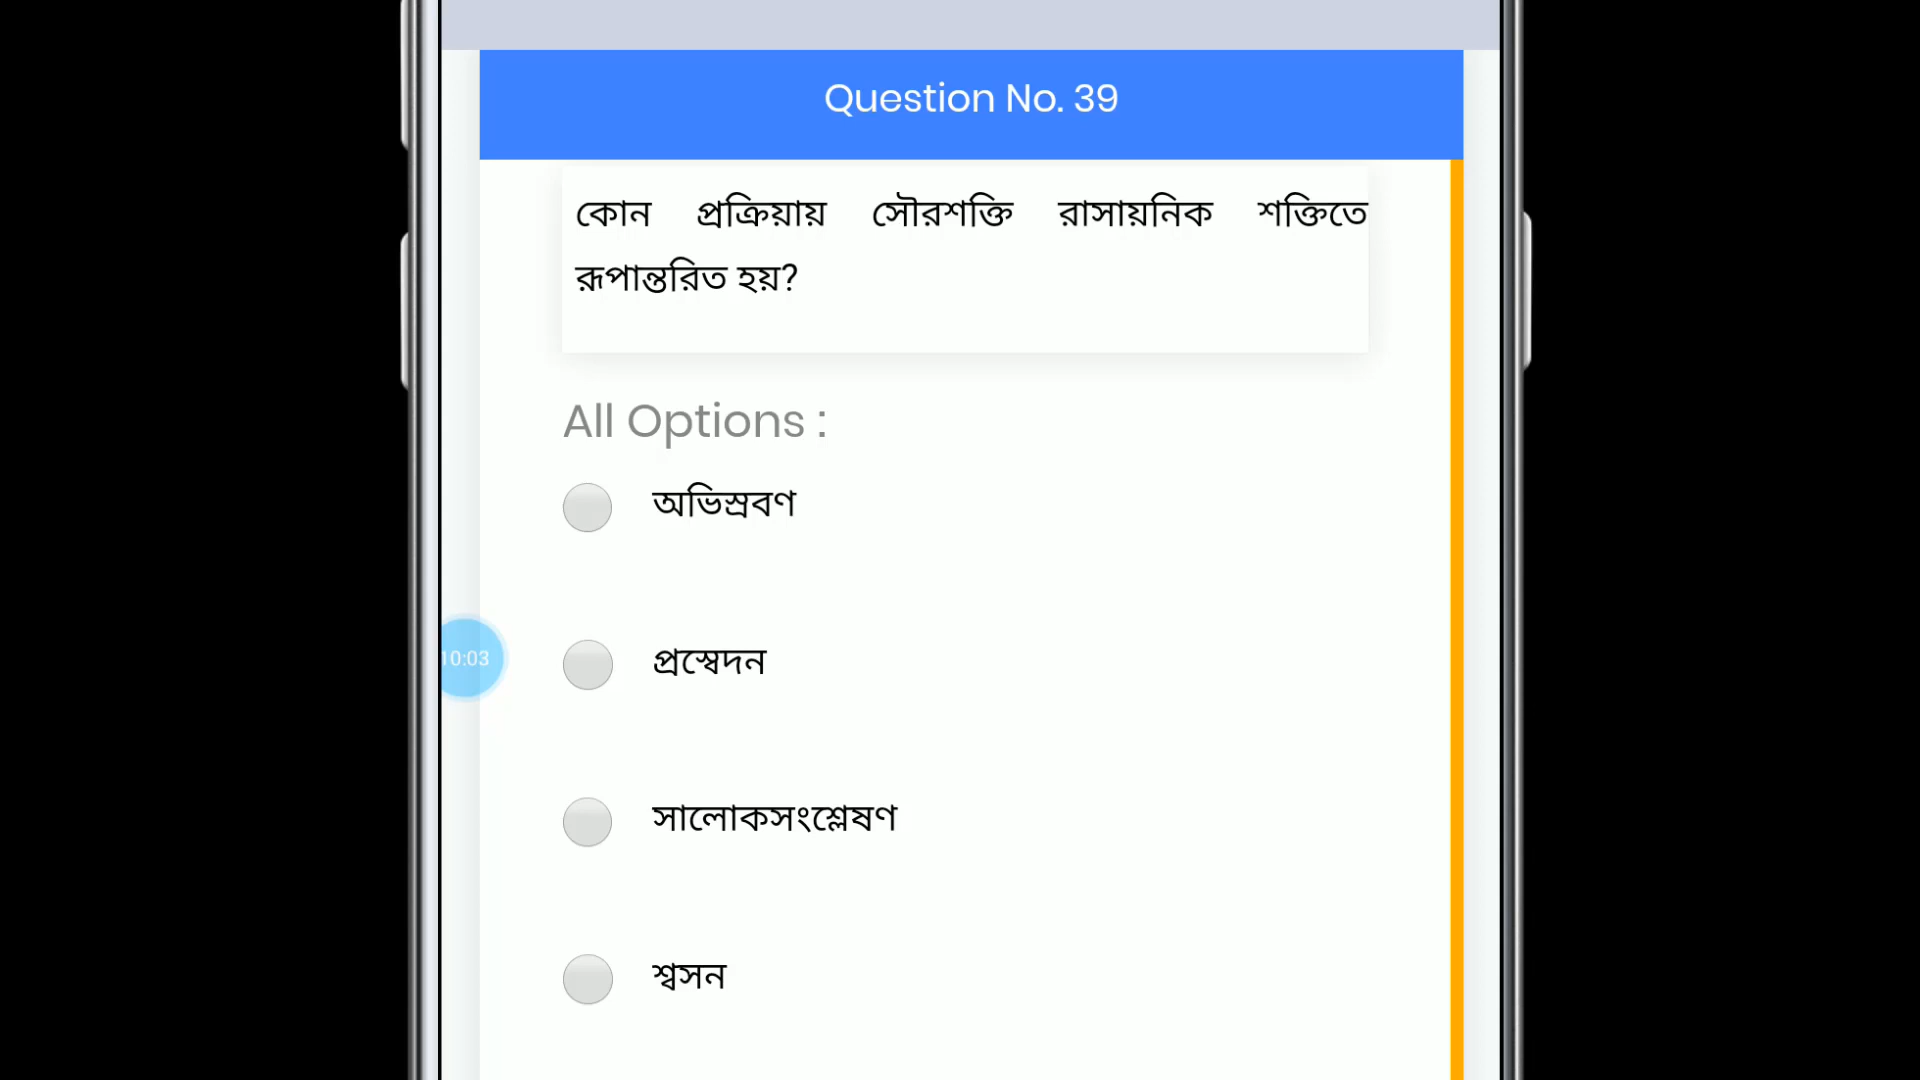 Question No. 39
কোন প্রক্রিয়ায় সৌরশক্তি রাসায়নিক শক্তিতে
রূপান্তরিত হয়?
All Options :
অভিস্রবণ
প্রস্বেদন
10:03
সালোকসংশ্লেষণ
শ্বসন